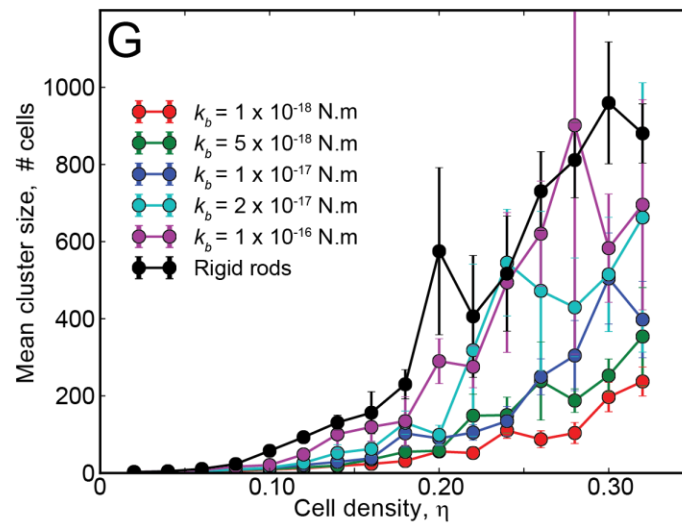 G
Mean cluster size, # cells
1000
800
600
400
200
0
k_b = 1 x 10^-18 N.m
k_b = 5 x 10^-18 N.m
k_b = 1 x 10^-17 N.m
k_b = 2 x 10^-17 N.m
k_b = 1 x 10^-16 N.m
Rigid rods
0 0.10 0.20 0.30
Cell density, η